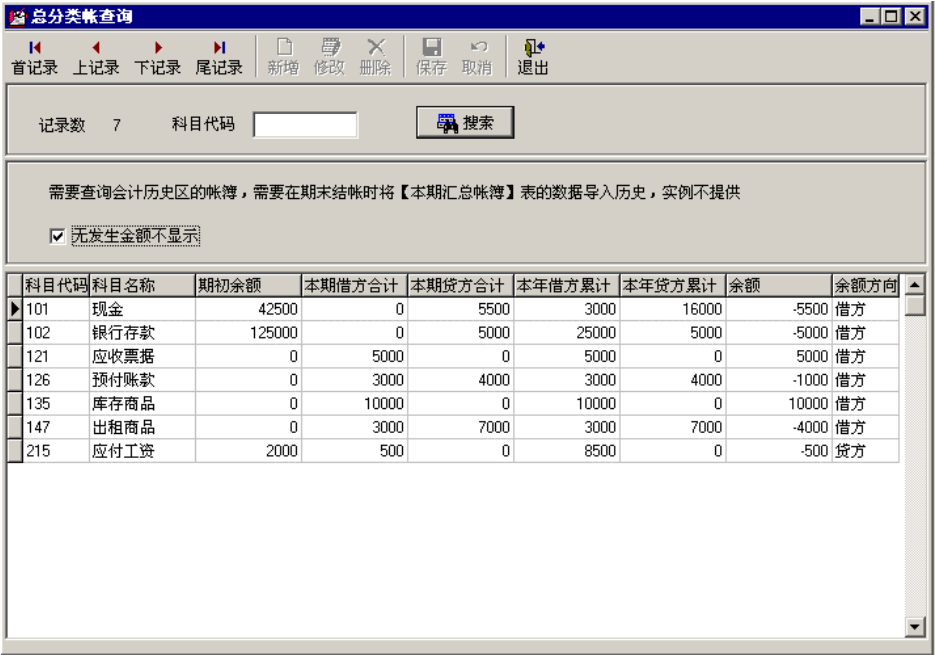 总分类帐查询
首记录 上记录 下记录 尾记录 新增 修改 删除 保存 取消 退出
记录数 7 科目代码 搜索
需要查询会计历史区的帐簿，需要在期末结帐时将【本期汇总帐簿】表的数据导入历史，实例不提供
无发生金额不显示
科目代码 科目名称 期初余额 本期借方合计 本期贷方合计 本年借方累计 本年贷方累计 余额 余额方向
101 现金 42500 0 5500 3000 16000 -5500 借方
102 银行存款 125000 0 5000 25000 5000 -5000 借方
121 应收票据 0 5000 0 5000 0 5000 借方
126 预付账款 0 3000 4000 3000 4000 -1000 借方
135 库存商品 0 10000 0 10000 0 10000 借方
147 出租商品 0 3000 7000 3000 7000 -4000 借方
215 应付工资 2000 500 0 8500 0 -500 贷方